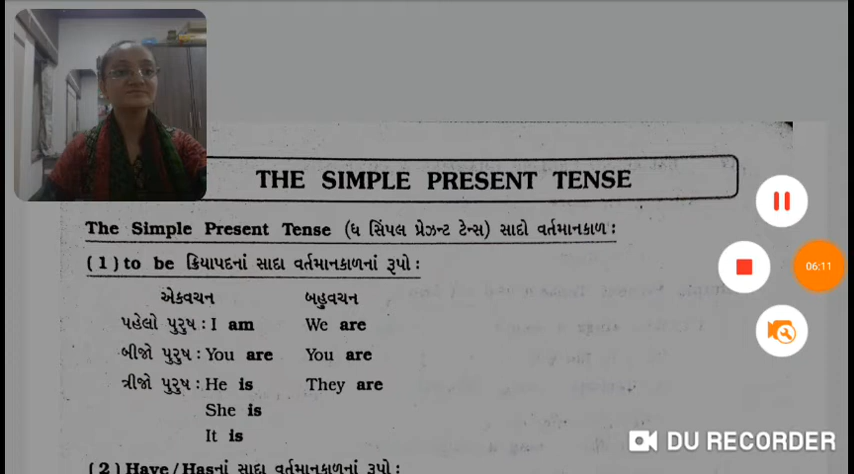 THE SIMPLE PRESENT TENSE
The Simple Present Tense (ધ સિંપલ પ્રેઝન્ટ ટેન્સ) સાદો વર્તમાનકાળ :
(1) to be ક્રિયાપદનાં સાદા વર્તમાનકાળનાં રૂપો :
એકવચન બહુવચન
પહેલો પુરુષ : I am We are
બીજો પુરુષ : You are You are
ત્રીજો પુરુષ : He is They are
She is
It is
(2) Have/Hasનાં સાદા વર્તમાનકાળનાં રૂપો :
06:11
DU RECORDER